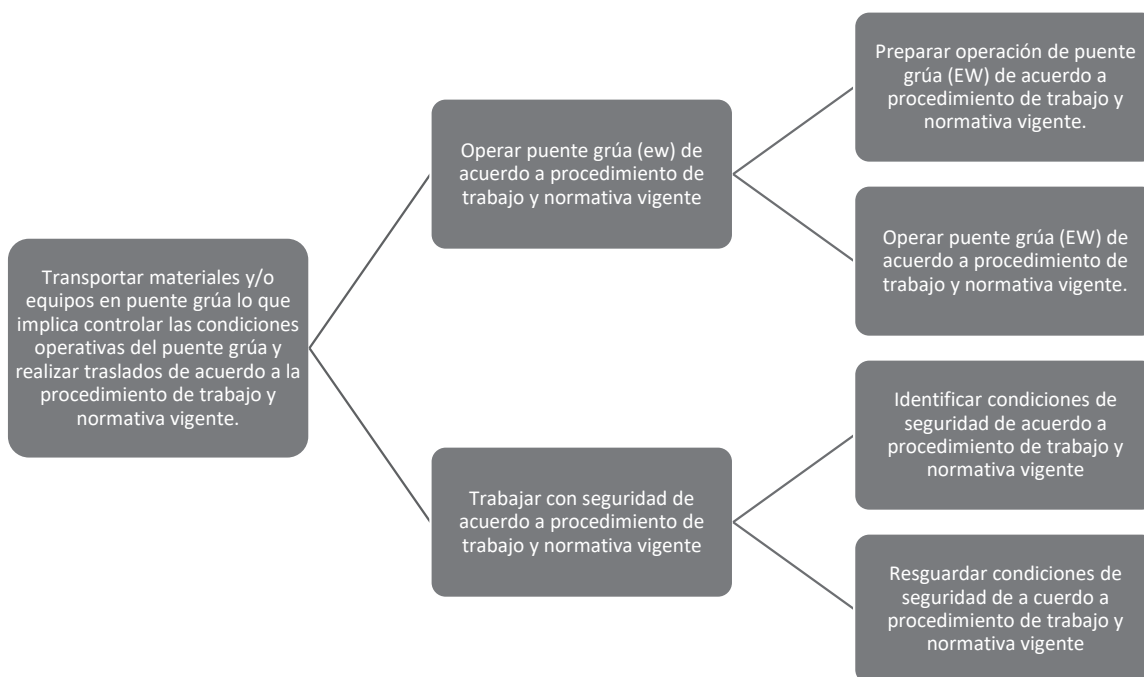 Transportar materiales y/o
equipos en puente grúa lo que
implica controlar las condiciones
operativas del puente grúa y
realizar traslados de acuerdo a la
procedimiento de trabajo y
normativa vigente.
Operar puente grúa (ew) de
acuerdo a procedimiento de
trabajo y normativa vigente
Preparar operación de puente
grúa (EW) de acuerdo a
procedimiento de trabajo y
normativa vigente.
Operar puente grúa (EW) de
acuerdo a procedimiento de
trabajo y normativa vigente.
Trabajar con seguridad de
acuerdo a procedimiento de
trabajo y normativa vigente
Identificar condiciones de
seguridad de acuerdo a
procedimiento de trabajo y
normativa vigente
Resguardar condiciones de
seguridad de a cuerdo a
procedimiento de trabajo y
normativa vigente